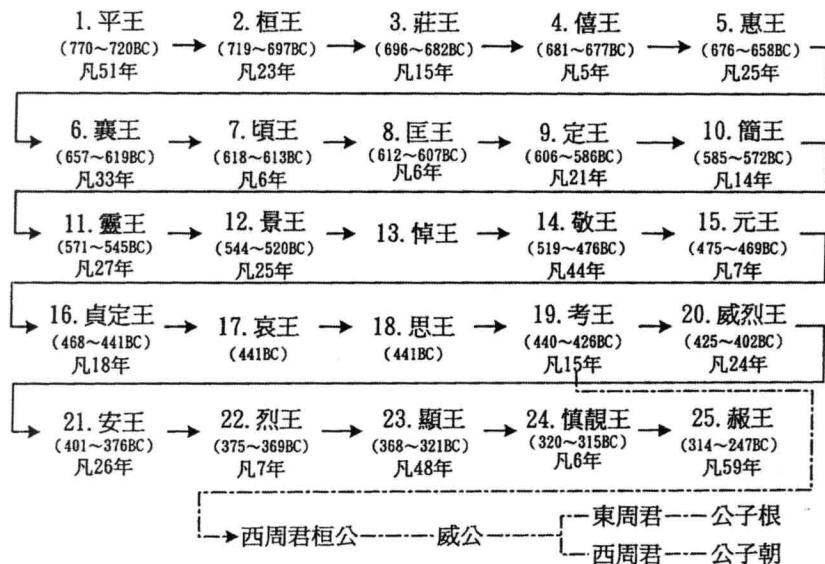 1. 平王 2. 桓王 3. 莊王 4. 僖王 5. 惠王
(770~720BC) (719~697BC) (696~682BC) (681~677BC) (676~658BC)
凡51年 凡23年 凡15年 凡5年 凡25年
6. 襄王 7. 頃王 8. 匡王 9. 定王 10. 簡王
(657~619BC) (618~613BC) (612~607BC) (606~586BC) (585~572BC)
凡33年 凡6年 凡6年 凡21年 凡14年
11. 靈王 12. 景王 13. 悼王 14. 敬王 15. 元王
(571~545BC) (544~520BC) (519~476BC) (475~469BC)
凡27年 凡25年 凡44年 凡7年
16. 貞定王 17. 哀王 18. 思王 19. 考王 20. 威烈王
(468~441BC) (441BC) (441BC) (440~426BC) (425~402BC)
凡18年 凡15年 凡24年
21. 安王 22. 烈王 23. 顯王 24. 慎靚王 25. 赧王
(401~376BC) (375~369BC) (368~321BC) (320~315BC) (314~247BC)
凡26年 凡7年 凡48年 凡6年 凡59年
東周君 公子根
西周君桓公 威公
西周君 公子朝